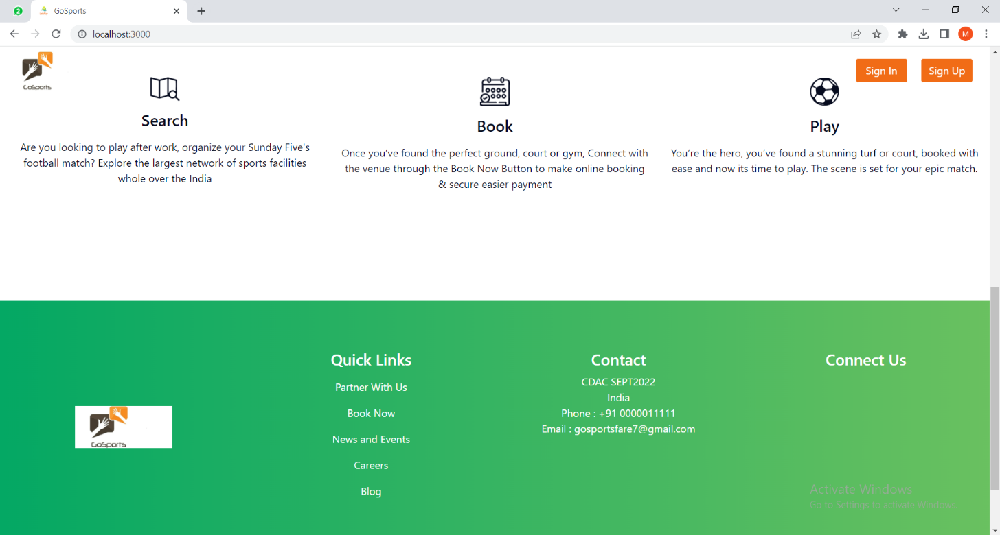 2
GoSports
localhost:3000
M
GoSports
Sign In
Sign Up
Search
Are you looking to play after work, organize your Sunday Five's
football match? Explore the largest network of sports facilities
whole over the India
Book
Once you’ve found the perfect ground, court or gym, Connect with
the venue through the Book Now Button to make online booking
& secure easier payment
Play
You’re the hero, you’ve found a stunning turf or court, booked with
ease and now its time to play. The scene is set for your epic match.
GoSports
Quick Links
Partner With Us
Book Now
News and Events
Careers
Blog
Contact
CDAC SEPT2022
India
Phone : +91 0000011111
Email : gosportsfare7@gmail.com
Connect Us
Activate Windows
Go to Settings to activate Windows.